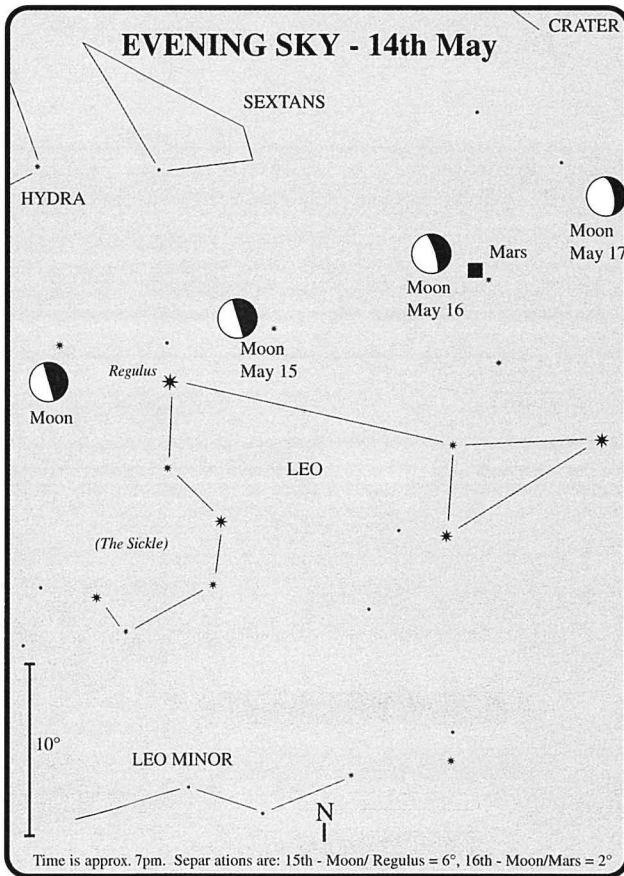 CRATER
EVENING SKY - 14th May
SEXTANS
HYDRA
Moon
May 17
Mars
Moon
May 16
Moon
May 15
Regulus
Moon
LEO
(The Sickle)
10°
LEO MINOR
N
Time is approx. 7pm. Separ ations are: 15th - Moon/ Regulus = 6°, 16th - Moon/Mars = 2°